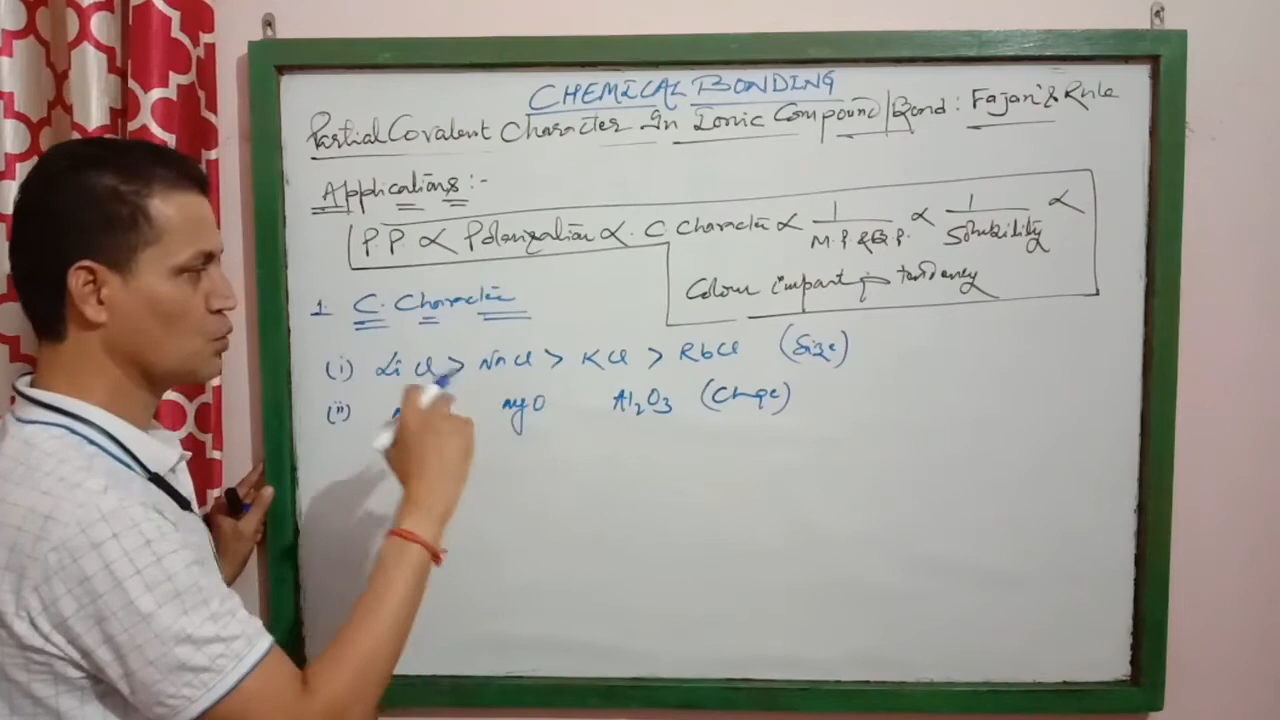 CHEMICAL BONDING
Partial Covalent Character In Ionic Compound/Bond: Fajan's Rule
Applications:-
P.P ∝ Polarization ∝ C. Character ∝ 1/M.P & B.P. ∝ 1/Solubility ∝
Colour imparting tendency
1. C. Character
(i) LiCl > NaCl > KCl > RbCl (Size)
(ii) MgO Al₂O₃ (Charge)